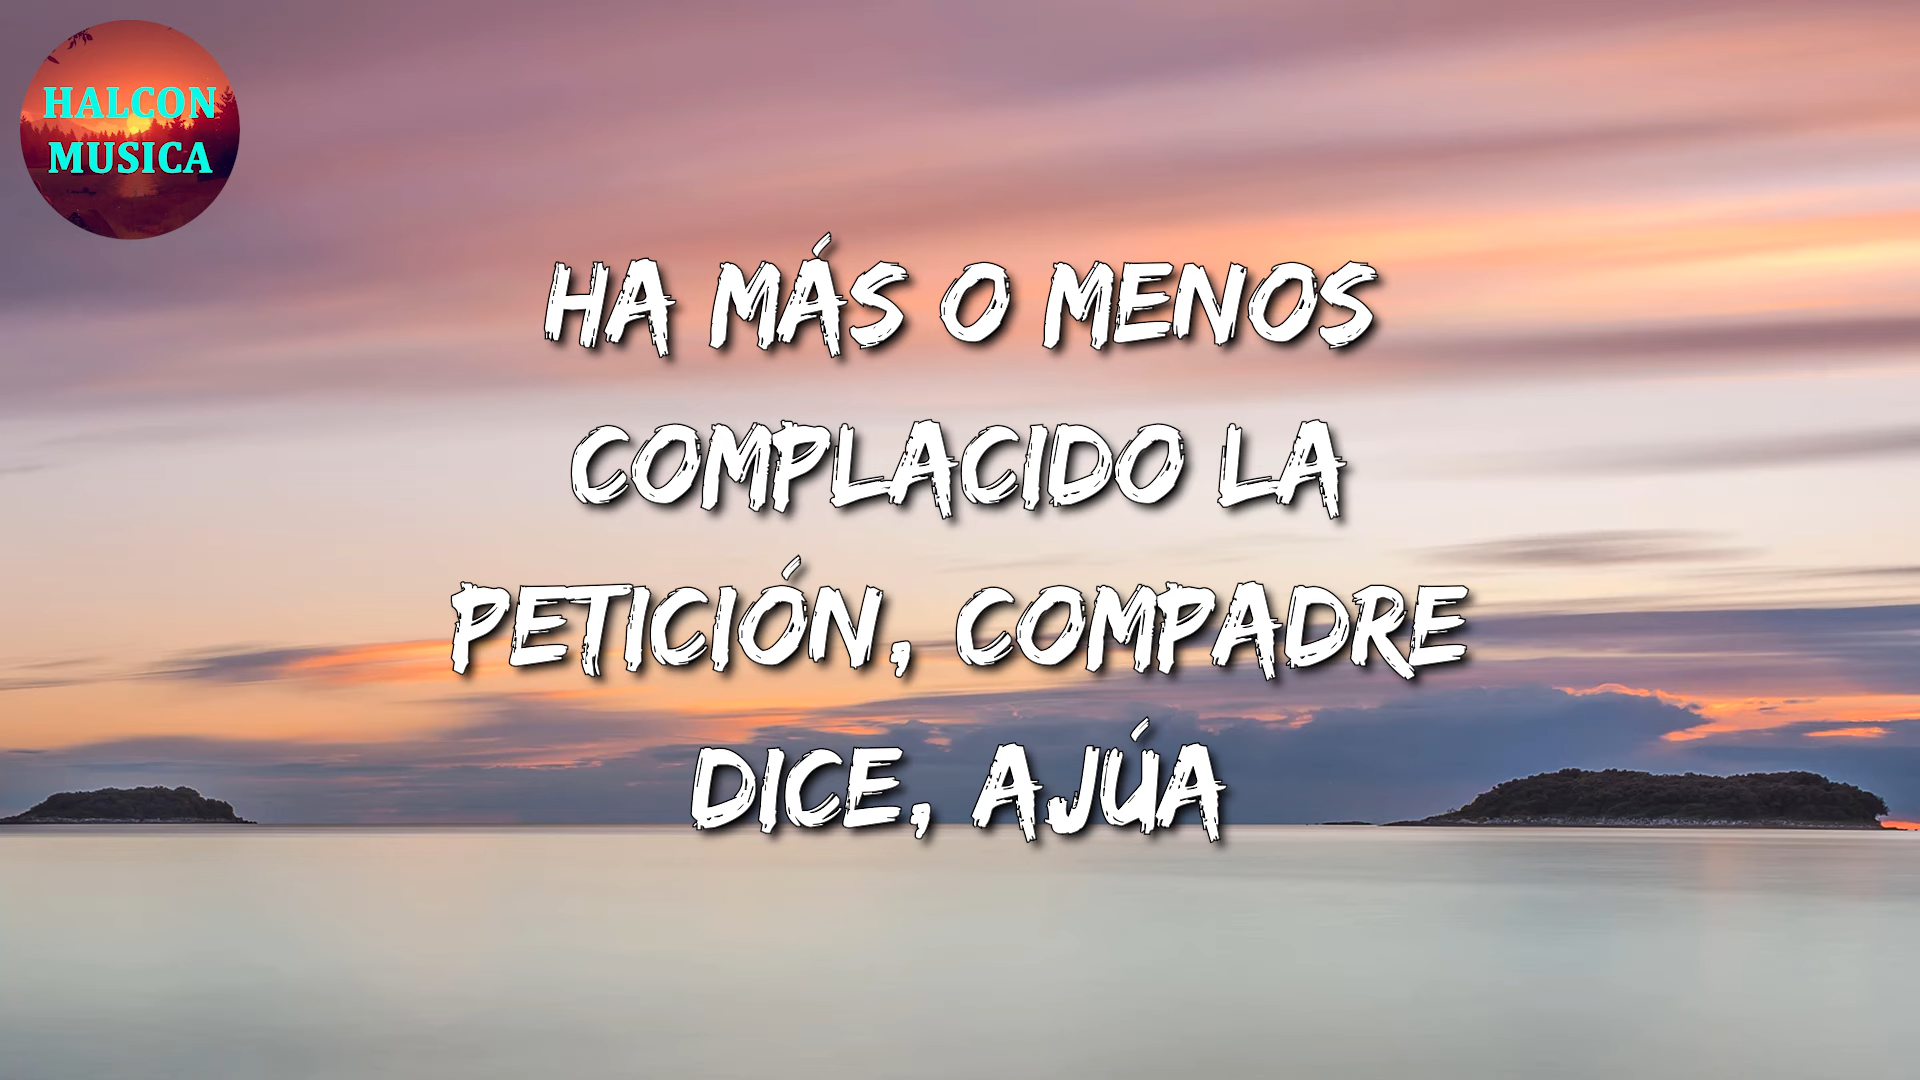 HALCON
MUSICA
HA MÁS O MENOS
COMPLACIDO LA
PETICIÓN, COMPADRE
DICE, AJÚA